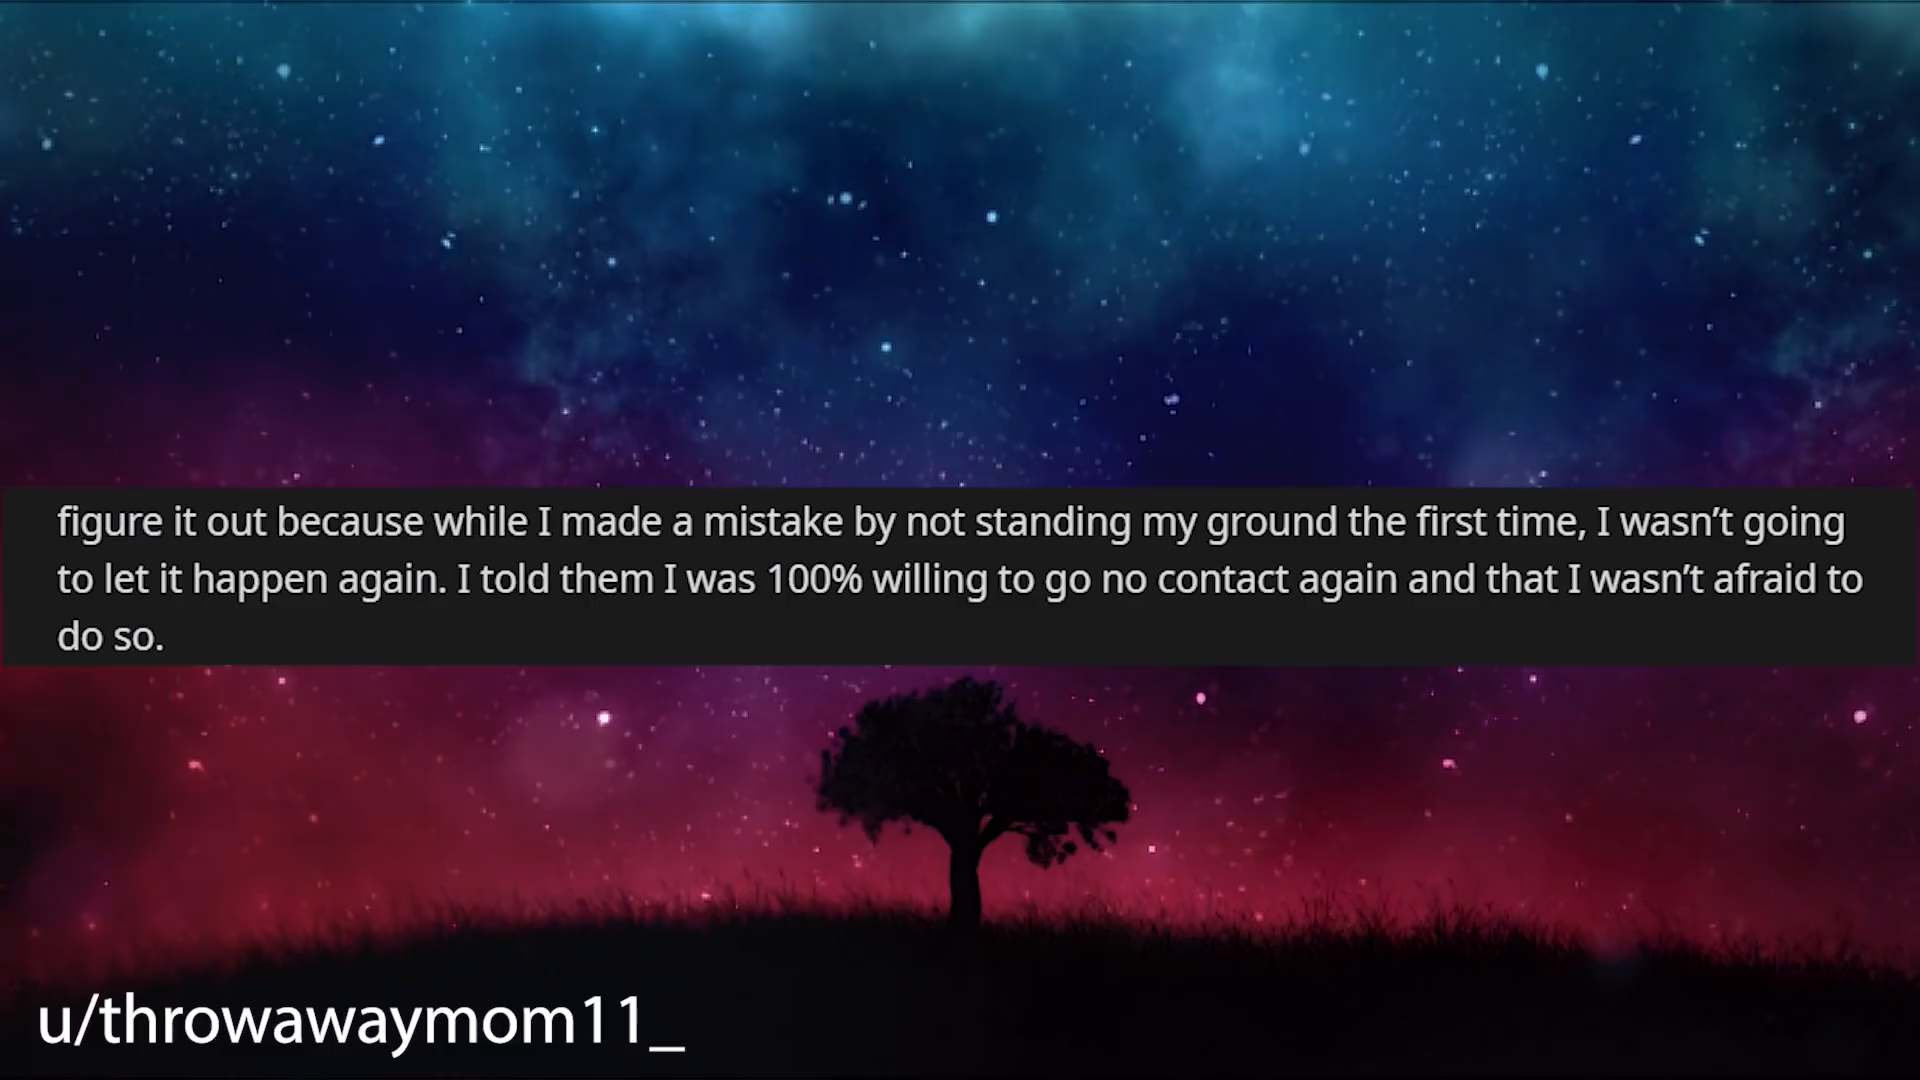 figure it out because while I made a mistake by not standing my ground the first time, I wasn’t going
to let it happen again. I told them I was 100% willing to go no contact again and that I wasn’t afraid to
do so.
u/throwawaymom11_